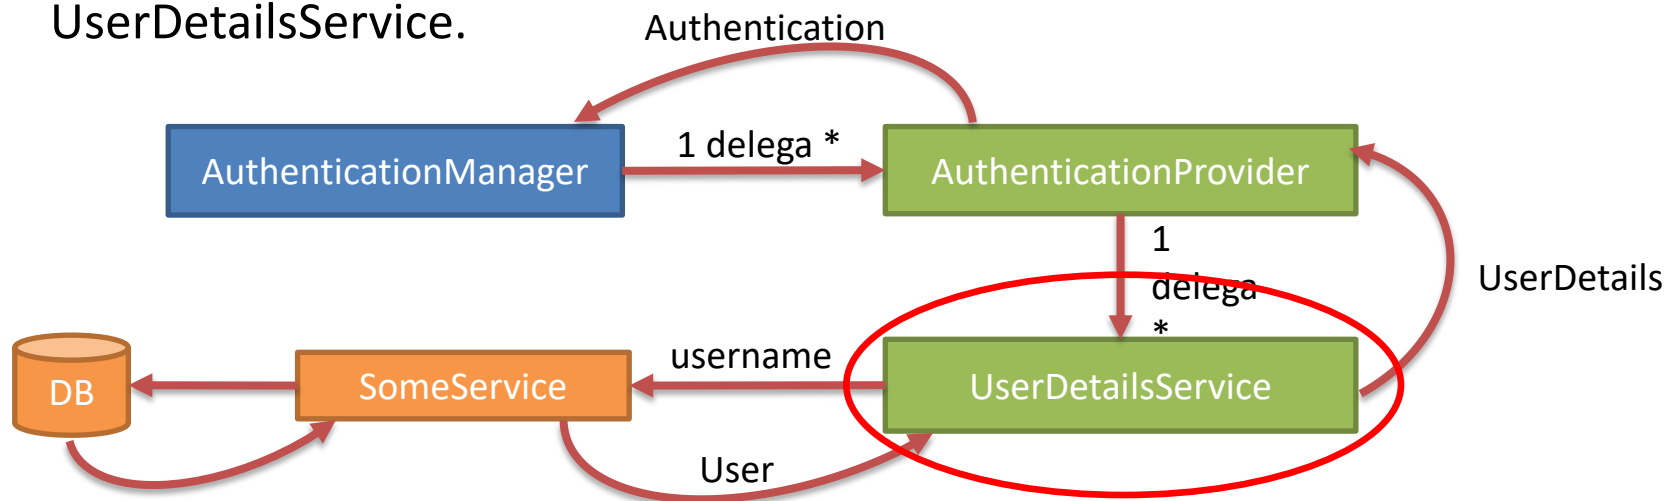 UserDetailsService.
Authentication
AuthenticationManager
1 delega *
AuthenticationProvider
1
delega
*
UserDetails
DB
SomeService
username
UserDetailsService
User